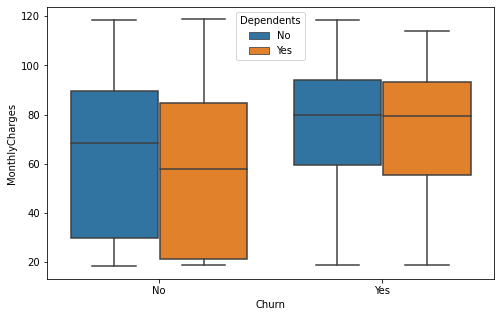 Dependents
No
Yes
120
100
80
60
40
20
MonthlyCharges
No
Yes
Churn